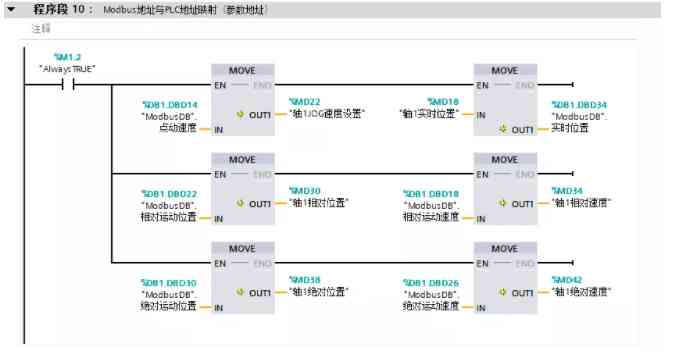 程序段 10： Modbus地址与PLC地址映射（参数地址）
注释
%M1.2
"AlwaysTRUE"
MOVE
EN — ENO
%DB1.DBD14
"ModbusDB".
点动速度
IN
OUT1
%MD22
"轴1JOG速度设置"
MOVE
EN — ENO
%MD18
"轴1实时位置"
IN
OUT1
%DB1.DBD34
"ModbusDB".
实时位置
MOVE
EN — ENO
%DB1.DBD22
"ModbusDB".
相对运动位置
IN
OUT1
%MD30
"轴1相对位置"
MOVE
EN — ENO
%DB1.DBD18
"ModbusDB".
相对运动速度
IN
OUT1
%MD34
"轴1相对速度"
MOVE
EN — ENO
%DB1.DBD30
"ModbusDB".
绝对运动位置
IN
OUT1
%MD38
"轴1绝对位置"
MOVE
EN — ENO
%DB1.DBD26
"ModbusDB".
绝对运动速度
IN
OUT1
%MD42
"轴1绝对速度"